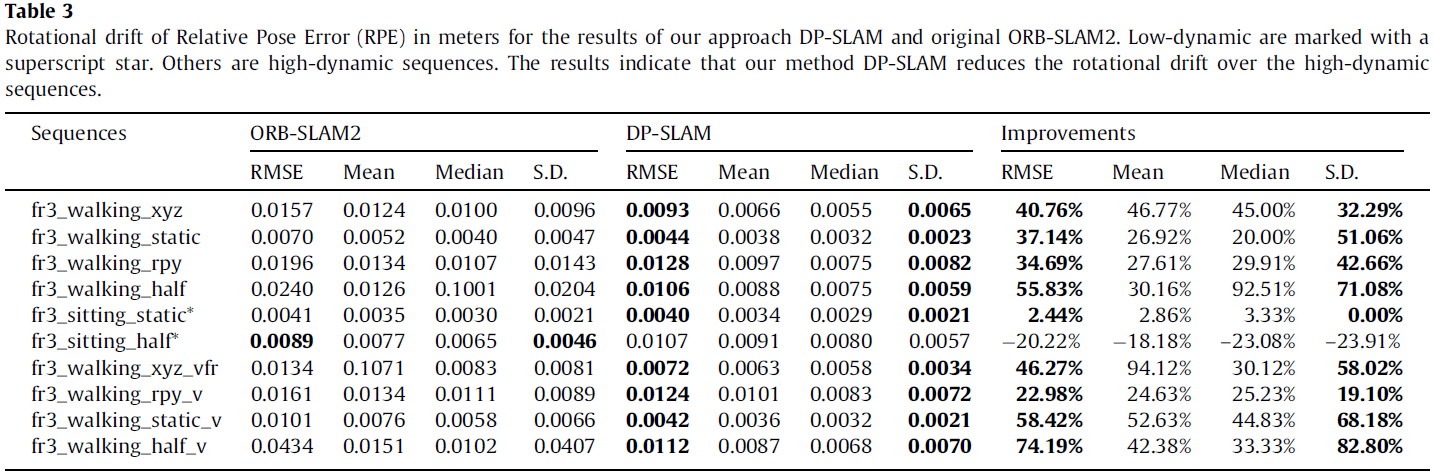 Table 3
Rotational drift of Relative Pose Error (RPE) in meters for the results of our approach DP-SLAM and original ORB-SLAM2. Low-dynamic are marked with a
superscript star. Others are high-dynamic sequences. The results indicate that our method DP-SLAM reduces the rotational drift over the high-dynamic
sequences.
Sequences ORB-SLAM2 DP-SLAM Improvements
RMSE Mean Median S.D. RMSE Mean Median S.D. RMSE Mean Median S.D.
fr3_walking_xyz 0.0157 0.0124 0.0100 0.0096 0.0093 0.0066 0.0055 0.0065 40.76% 46.77% 45.00% 32.29%
fr3_walking_static 0.0070 0.0052 0.0040 0.0047 0.0044 0.0038 0.0032 0.0023 37.14% 26.92% 20.00% 51.06%
fr3_walking_rpy 0.0196 0.0134 0.0107 0.0143 0.0128 0.0097 0.0075 0.0082 34.69% 27.61% 29.91% 42.66%
fr3_walking_half 0.0240 0.0126 0.1001 0.0204 0.0106 0.0088 0.0075 0.0059 55.83% 30.16% 92.51% 71.08%
fr3_sitting_static* 0.0041 0.0035 0.0030 0.0021 0.0040 0.0034 0.0029 0.0021 2.44% 2.86% 3.33% 0.00%
fr3_sitting_half* 0.0089 0.0077 0.0065 0.0046 0.0107 0.0091 0.0080 0.0057 −20.22% −18.18% –23.08% –23.91%
fr3_walking_xyz_vfr 0.0134 0.1071 0.0083 0.0081 0.0072 0.0063 0.0058 0.0034 46.27% 94.12% 30.12% 58.02%
fr3_walking_rpy_v 0.0161 0.0134 0.0111 0.0089 0.0124 0.0101 0.0083 0.0072 22.98% 24.63% 25.23% 19.10%
fr3_walking_static_v 0.0101 0.0076 0.0058 0.0066 0.0042 0.0036 0.0032 0.0021 58.42% 52.63% 44.83% 68.18%
fr3_walking_half_v 0.0434 0.0151 0.0102 0.0407 0.0112 0.0087 0.0068 0.0070 74.19% 42.38% 33.33% 82.80%